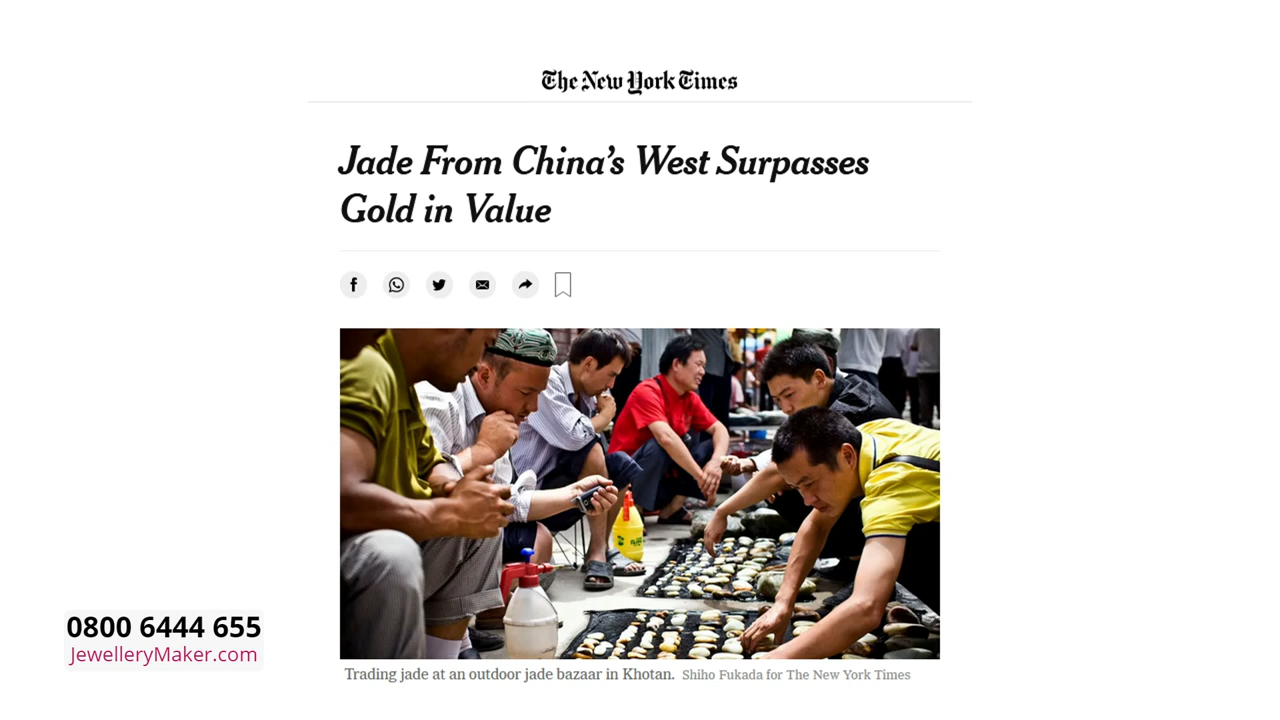 The New York Times
Jade From China’s West Surpasses
Gold in Value
0800 6444 655
JewelleryMaker.com
Trading jade at an outdoor jade bazaar in Khotan. Shiho Fukada for The New York Times